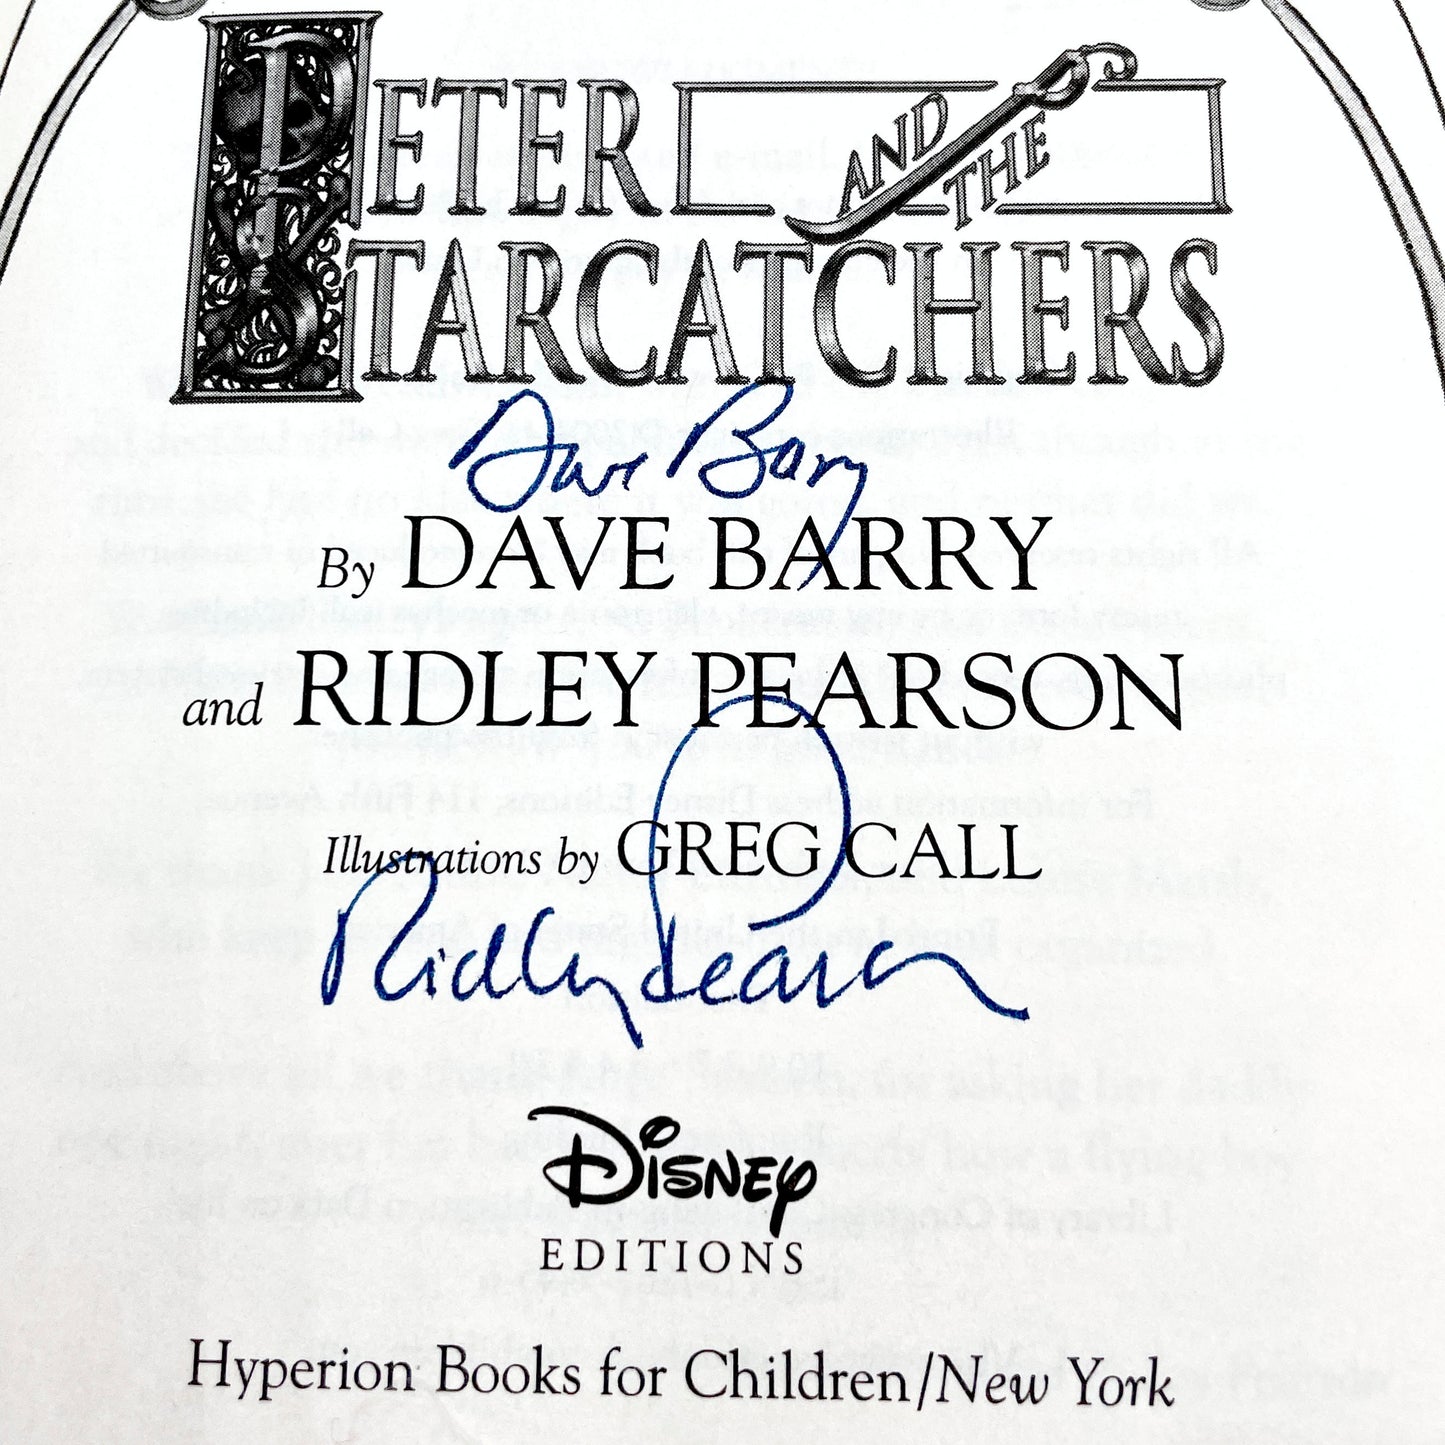 PETER AND THE
STARCATCHERS
Dave Barry
By DAVE BARRY
and RIDLEY PEARSON
Illustrations by GREG CALL
Ridley Pearson
DISNEY
EDITIONS
Hyperion Books for Children/New York